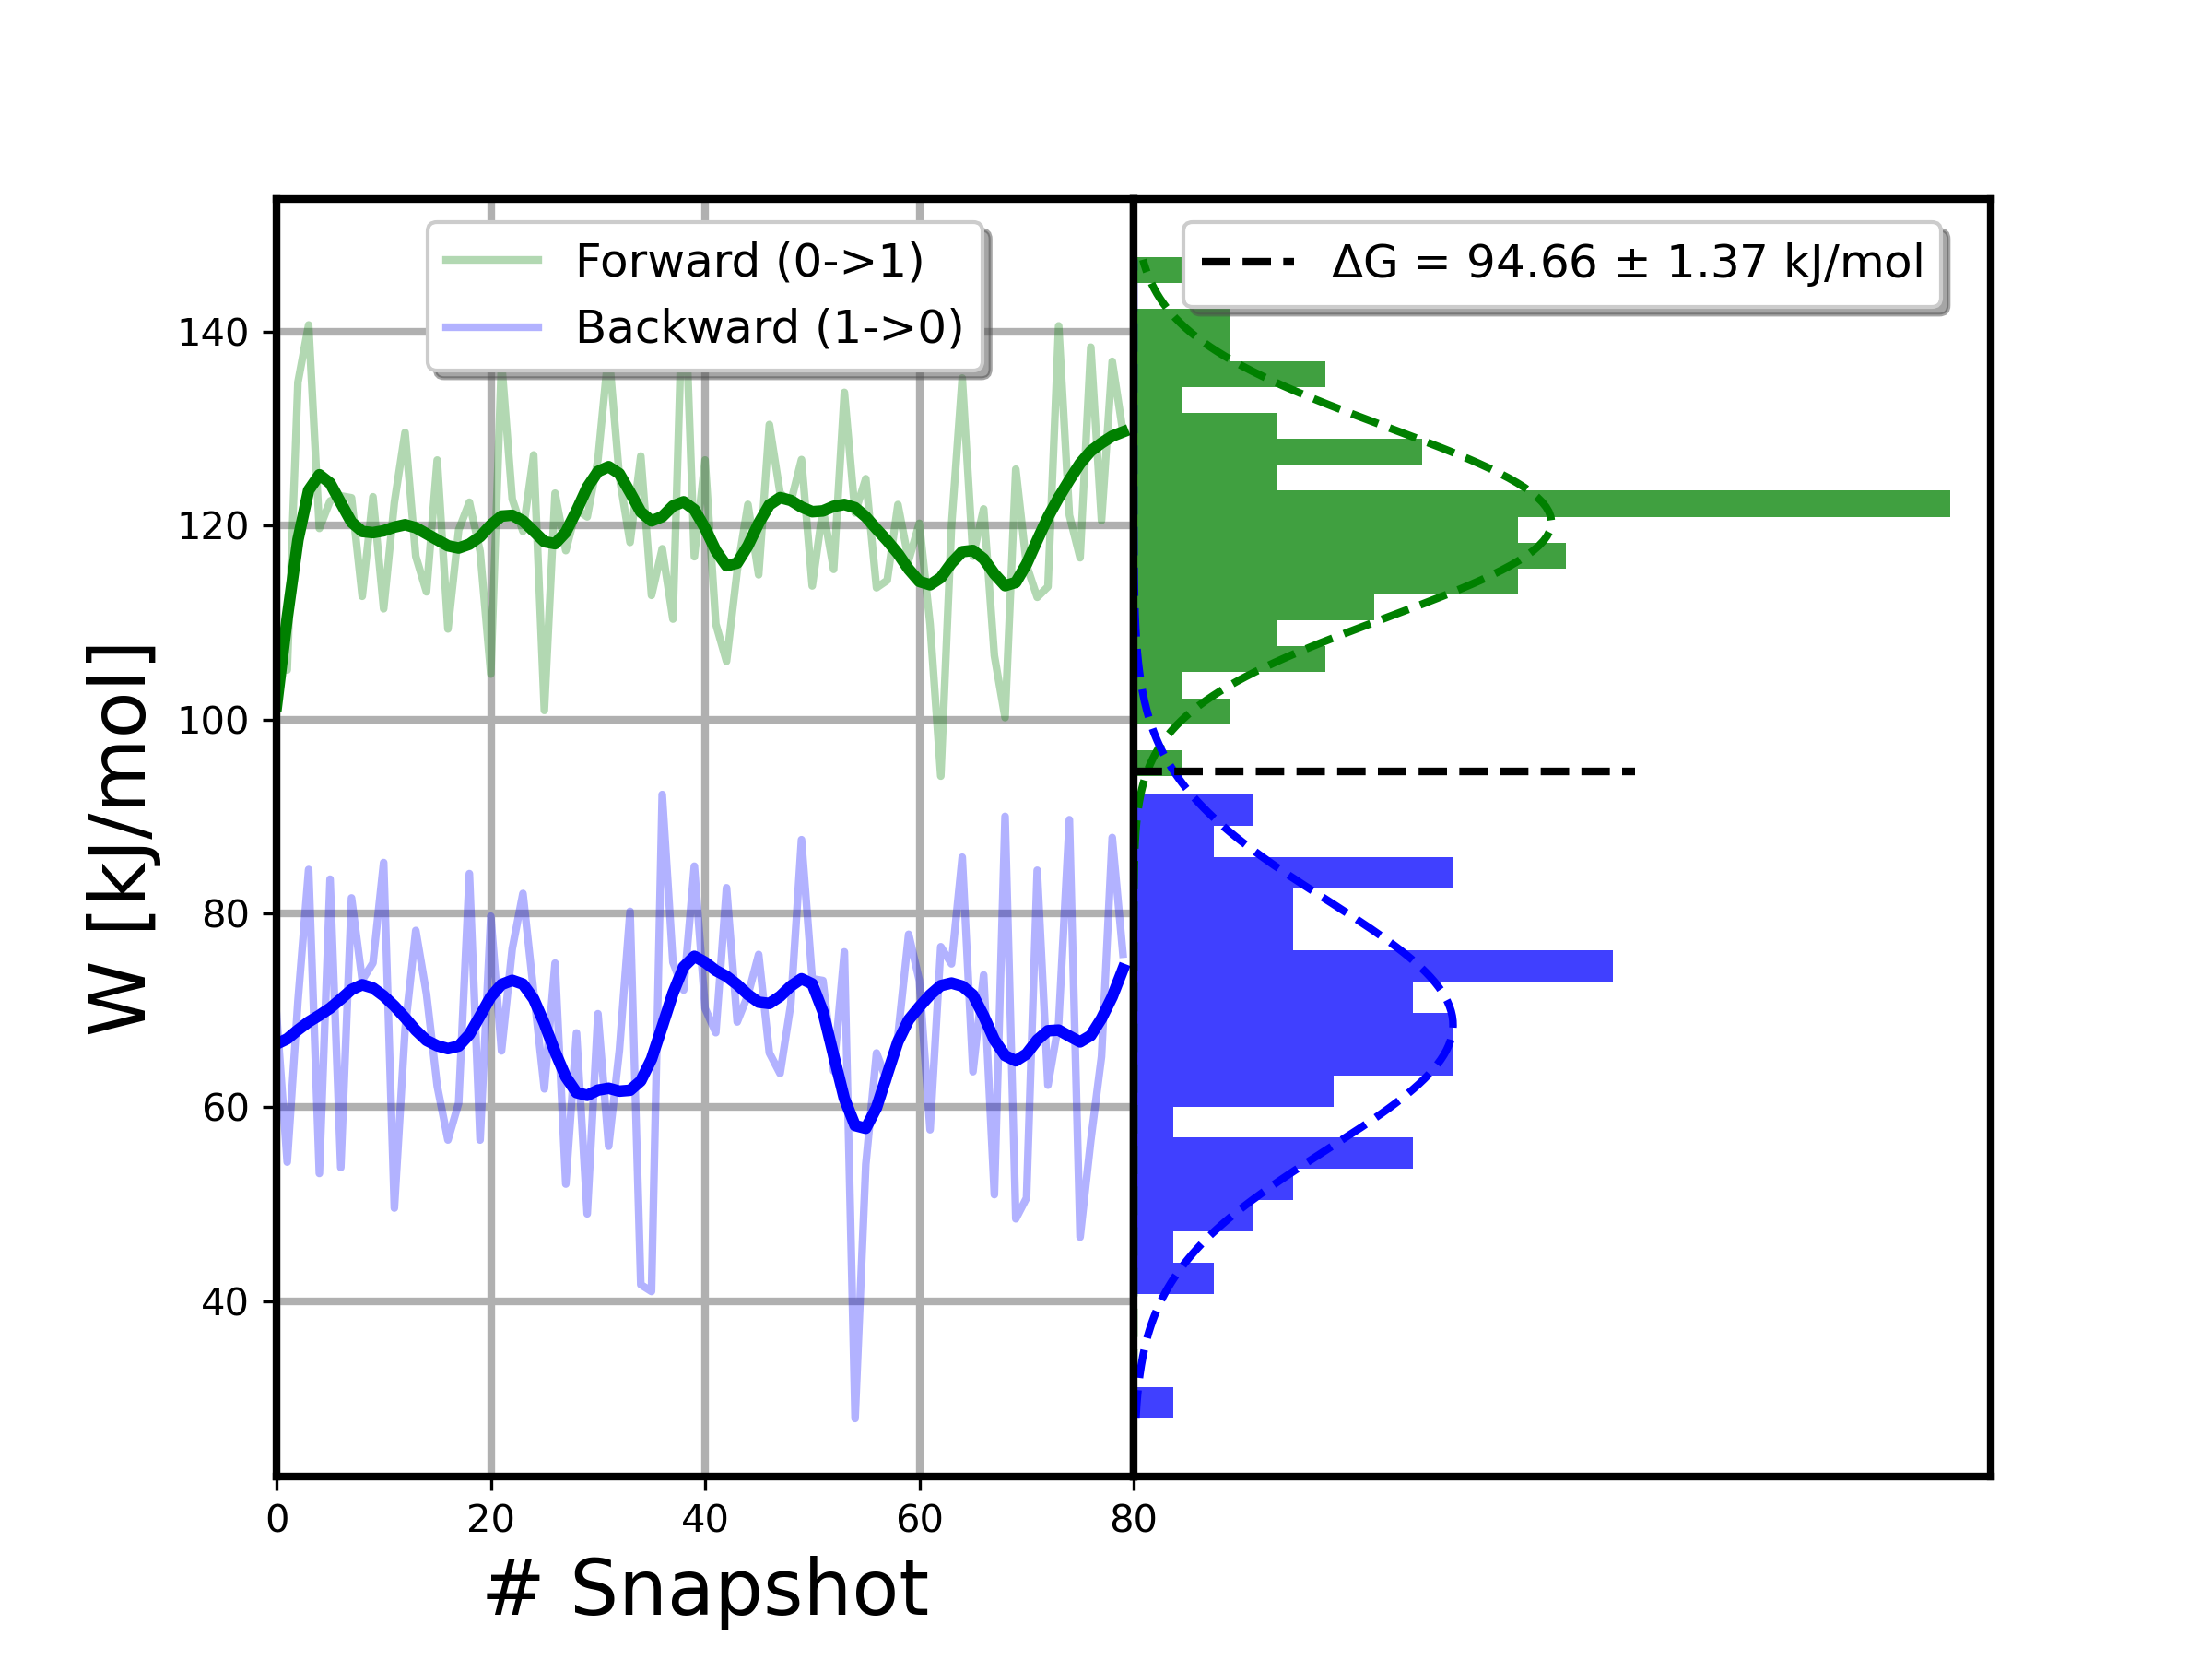 Forward (0->1)
Backward (1->0)
ΔG = 94.66 ± 1.37 kJ/mol
W [kJ/mol]
140
120
100
80
60
40
0 20 40 60 80
# Snapshot